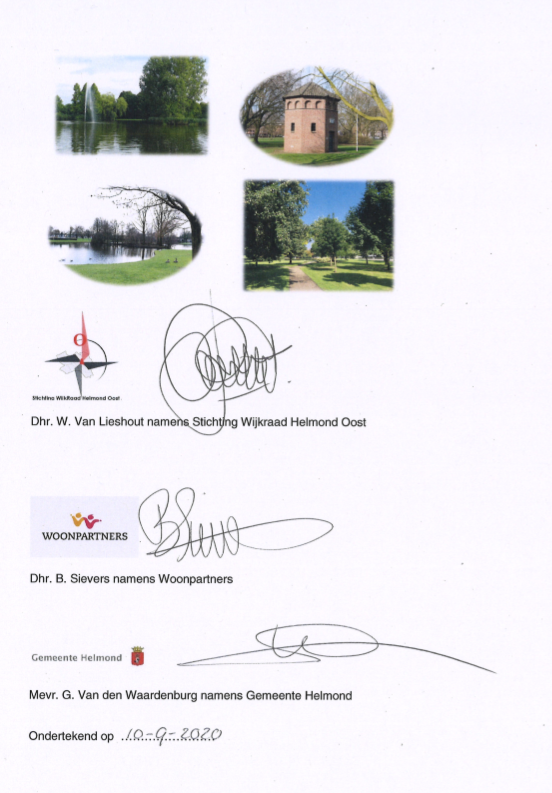 Stichting WijkRaad Helmond Oost
Dhr. W. Van Lieshout namens Stichting Wijkraad Helmond Oost
WOONPARTNERS
B Sievers
Dhr. B. Sievers namens Woonpartners
Gemeente Helmond
Mevr. G. Van den Waardenburg namens Gemeente Helmond
Ondertekend op 10-9-2020